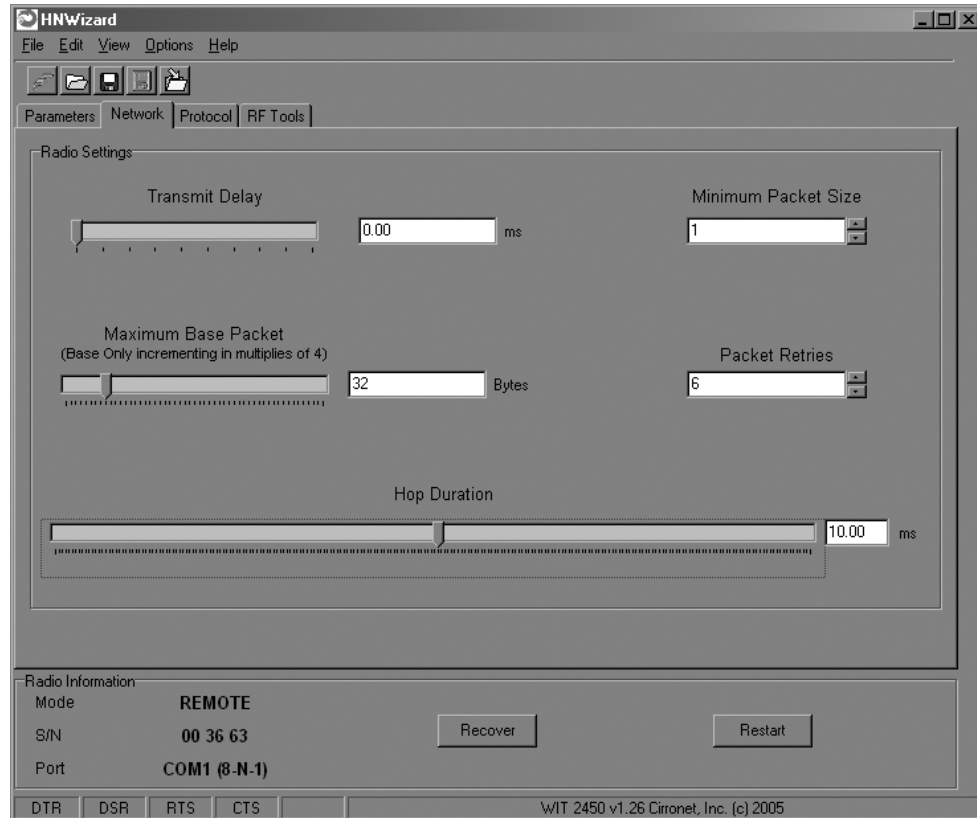 HNWizard
File Edit View Options Help
Parameters Network Protocol RF Tools
Radio Settings
Transmit Delay
0.00 ms
Minimum Packet Size
1
Maximum Base Packet
(Base Only incrementing in multiplies of 4)
32 Bytes
Packet Retries
6
Hop Duration
10.00 ms
Radio Information
Mode REMOTE
S/N 00 36 63
Port COM1 (8-N-1)
Recover
Restart
DTR DSR RTS CTS WIT 2450 v1.26 Cirronet, Inc. (c) 2005